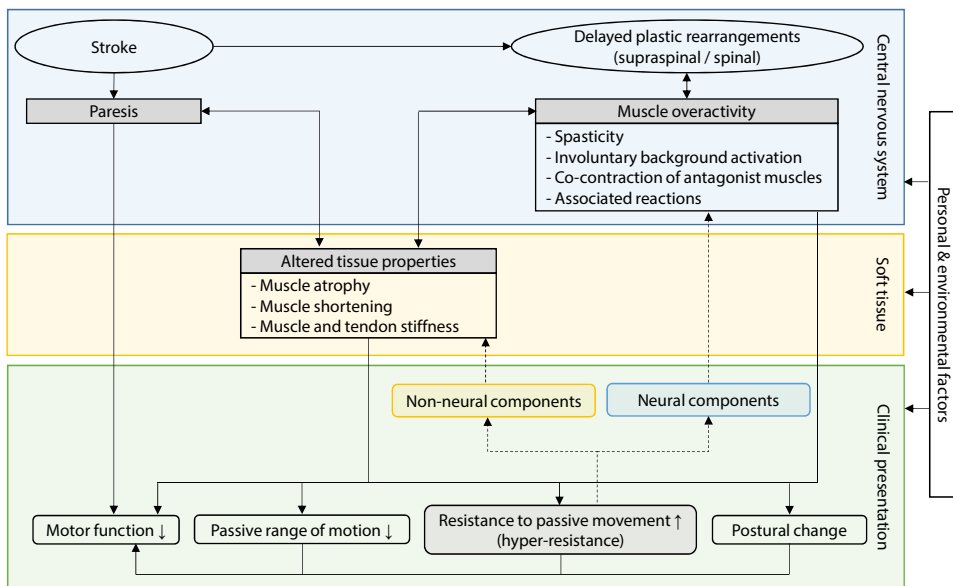 Stroke
Delayed plastic rearrangements
(supraspinal / spinal)
Central nervous system
Paresis
Muscle overactivity
- Spasticity
- Involuntary background activation
- Co-contraction of antagonist muscles
- Associated reactions
Personal & environmental factors
Altered tissue properties
- Muscle atrophy
- Muscle shortening
- Muscle and tendon stiffness
Soft tissue
Non-neural components
Neural components
Clinical presentation
Motor function ↓
Passive range of motion ↓
Resistance to passive movement ↑
(hyper-resistance)
Postural change